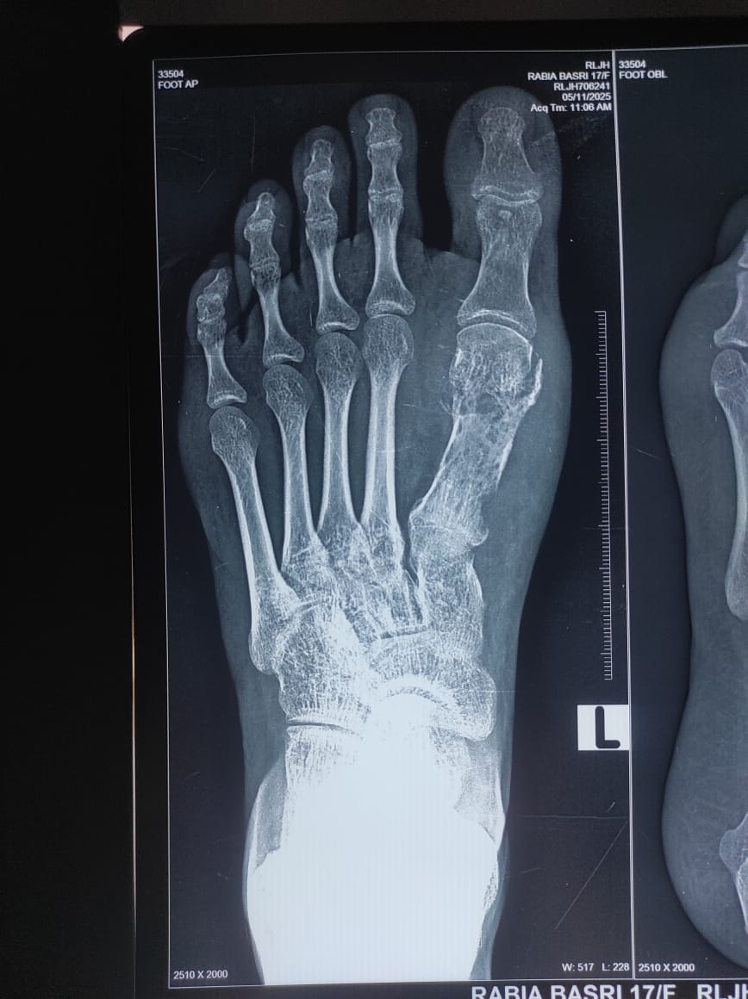 33504
FOOT AP
RLJH
RABIA BASRI 17/F
RLJH706241
05/11/2025
Acq Tm: 11:06 AM
33504
FOOT OBL
L
2510 X 2000
W: 517 L: 228
2510 X 2000
RABIA BASRI 17/F RLJH